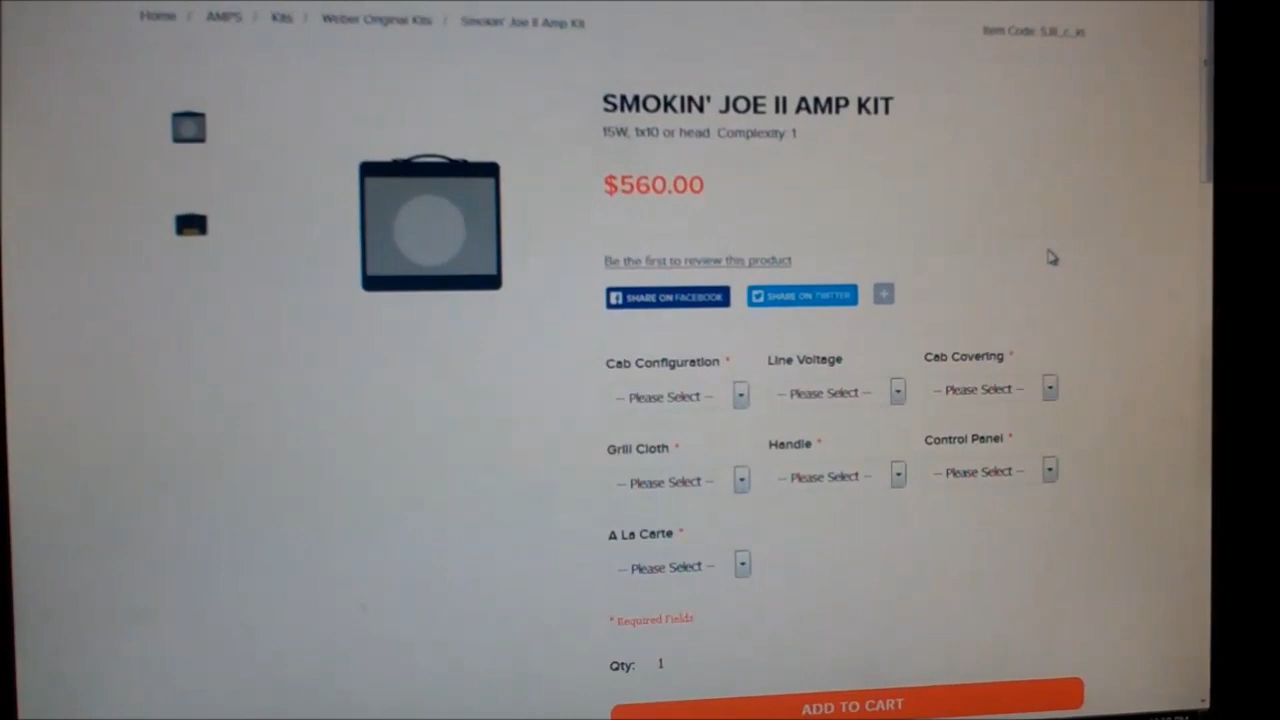 Home / AMPS / Kits / Weber Original Kits / Smokin' Joe II Amp Kit
Item Code:
SMOKIN' JOE II AMP KIT
15W, 1x10 or head. Complexity: 1
$560.00
Be the first to review this product
SHARE ON FACEBOOK SHARE ON TWITTER +
Cab Configuration * Line Voltage Cab Covering *
-- Please Select -- -- Please Select -- -- Please Select --
Grill Cloth * Handle * Control Panel *
-- Please Select -- -- Please Select -- -- Please Select --
A La Carte *
-- Please Select --
* Required Fields
Qty: 1
ADD TO CART